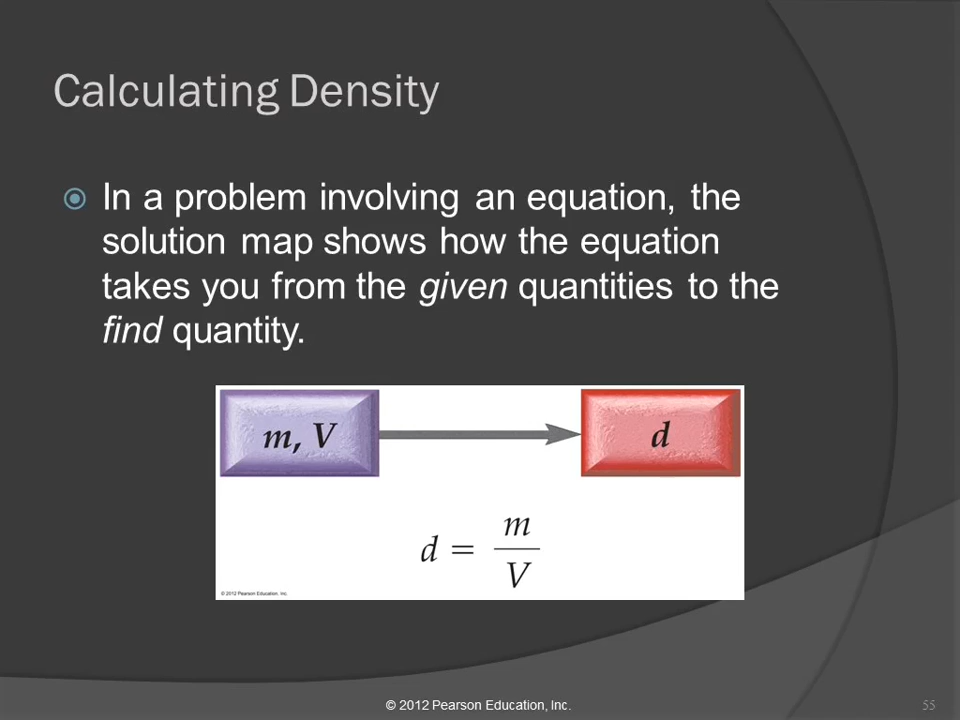 Calculating Density
In a problem involving an equation, the
solution map shows how the equation
takes you from the given quantities to the
find quantity.
m, V
d
d = m
V
© 2012 Pearson Education, Inc.
© 2012 Pearson Education, Inc.
55